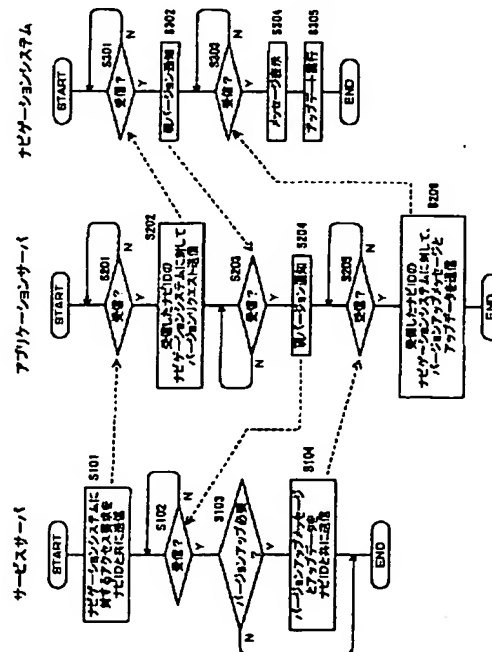 サービスサーバ
START
S101
ナビゲーションシステムに
対するアクセス要求を
ナビIDと共に送信
S102
受信?
N
Y
S103
バージョンアップ必要
?
N
Y
S104
バージョンアップメッセージ
とアップデータを
ナビIDと共に送信
END
アプリケーションサーバ
START
S201
受信?
N
Y
S202
受信したナビIDの
ナビゲーションシステムに対して
バージョンリクエスト送信
S203
受信?
N
Y
S204
現バージョン通知
S205
受信?
N
Y
S206
受信したナビIDの
ナビゲーションシステムに対して、
バージョンアップメッセージと
アップデータを送信
END
ナビゲーションシステム
START
S301
受信?
N
Y
S302
現バージョン通知
S303
受信?
N
Y
S304
メッセージ表示
S305
アップデート実行
END